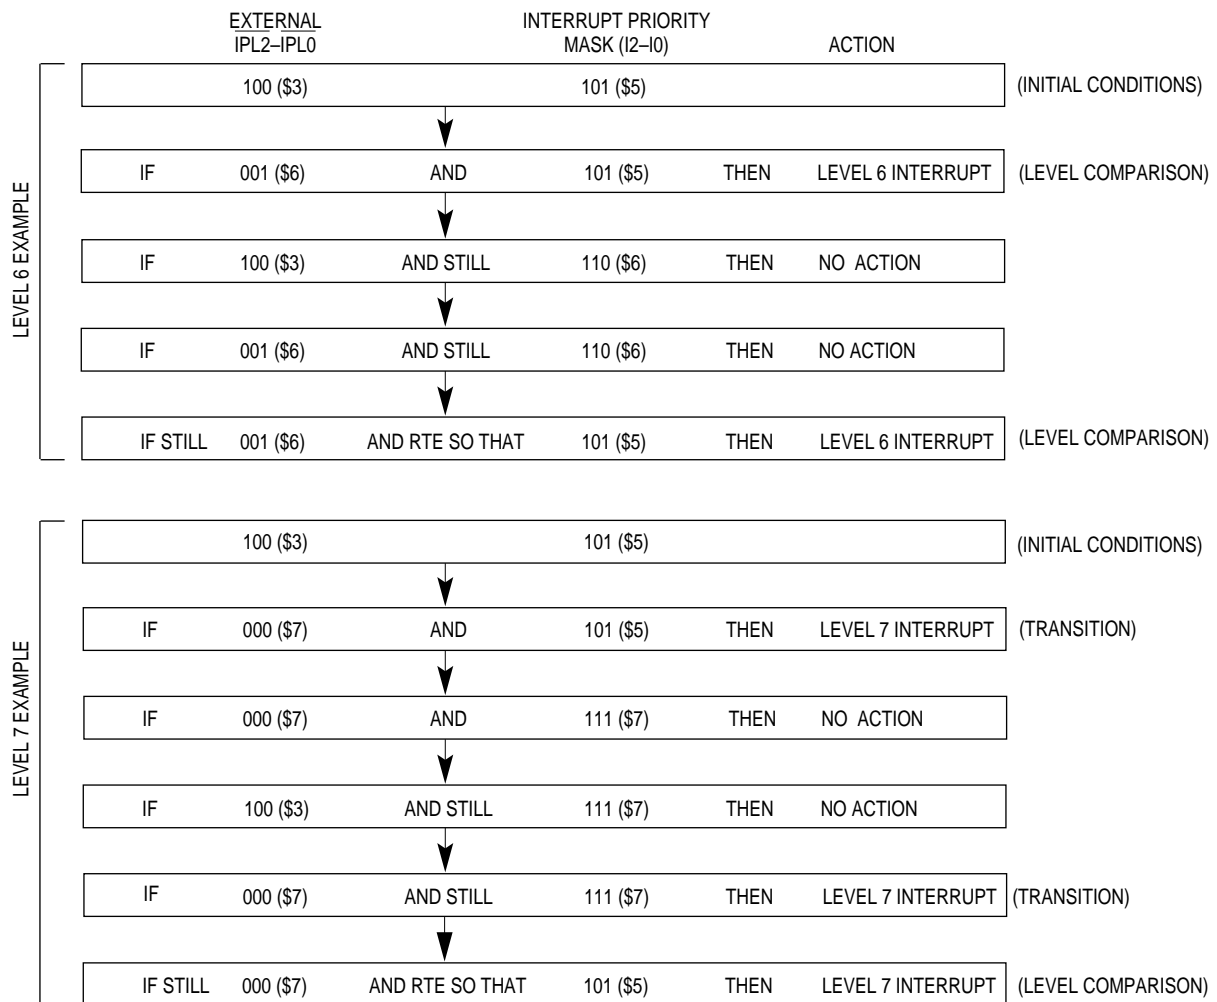 EXTERNAL INTERRUPT PRIORITY
IPL2–IPL0 MASK (I2–I0) ACTION
LEVEL 6 EXAMPLE
100 ($3) 101 ($5) (INITIAL CONDITIONS)
IF 001 ($6) AND 101 ($5) THEN LEVEL 6 INTERRUPT (LEVEL COMPARISON)
IF 100 ($3) AND STILL 110 ($6) THEN NO ACTION
IF 001 ($6) AND STILL 110 ($6) THEN NO ACTION
IF STILL 001 ($6) AND RTE SO THAT 101 ($5) THEN LEVEL 6 INTERRUPT (LEVEL COMPARISON)
LEVEL 7 EXAMPLE
100 ($3) 101 ($5) (INITIAL CONDITIONS)
IF 000 ($7) AND 101 ($5) THEN LEVEL 7 INTERRUPT (TRANSITION)
IF 000 ($7) AND 111 ($7) THEN NO ACTION
IF 100 ($3) AND STILL 111 ($7) THEN NO ACTION
IF 000 ($7) AND STILL 111 ($7) THEN LEVEL 7 INTERRUPT (TRANSITION)
IF STILL 000 ($7) AND RTE SO THAT 101 ($5) THEN LEVEL 7 INTERRUPT (LEVEL COMPARISON)